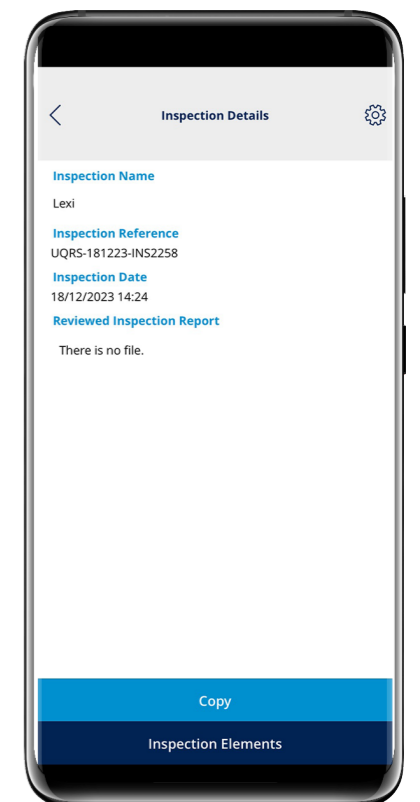 Inspection Details
Inspection Name
Lexi
Inspection Reference
UQRS-181223-INS2258
Inspection Date
18/12/2023 14:24
Reviewed Inspection Report
There is no file.
Copy
Inspection Elements